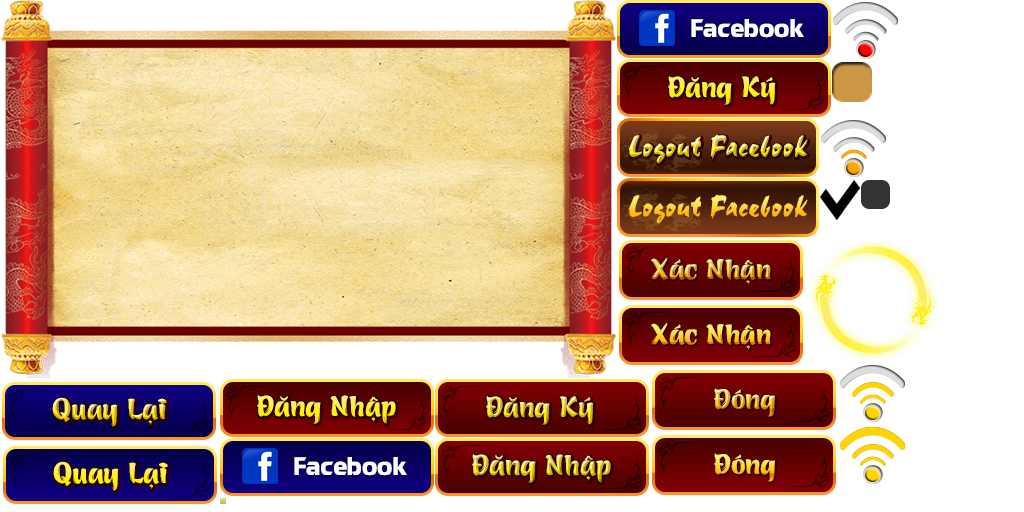 Facebook
Đăng Ký
Logout Facebook
Logout Facebook
Xác Nhận
Xác Nhận
Quay Lại
Đăng Nhập
Đăng Ký
Đóng
Quay Lại
Facebook
Đăng Nhập
Đóng